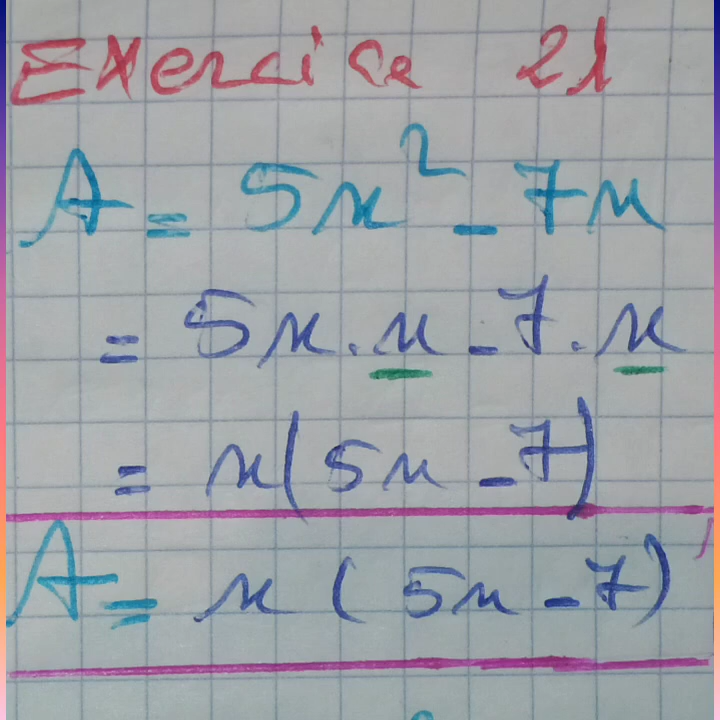 Exercice 21
A = 5x² - 7x
= 5x . x - 7 . x
= x(5x - 7)
A = x ( 5x - 7)